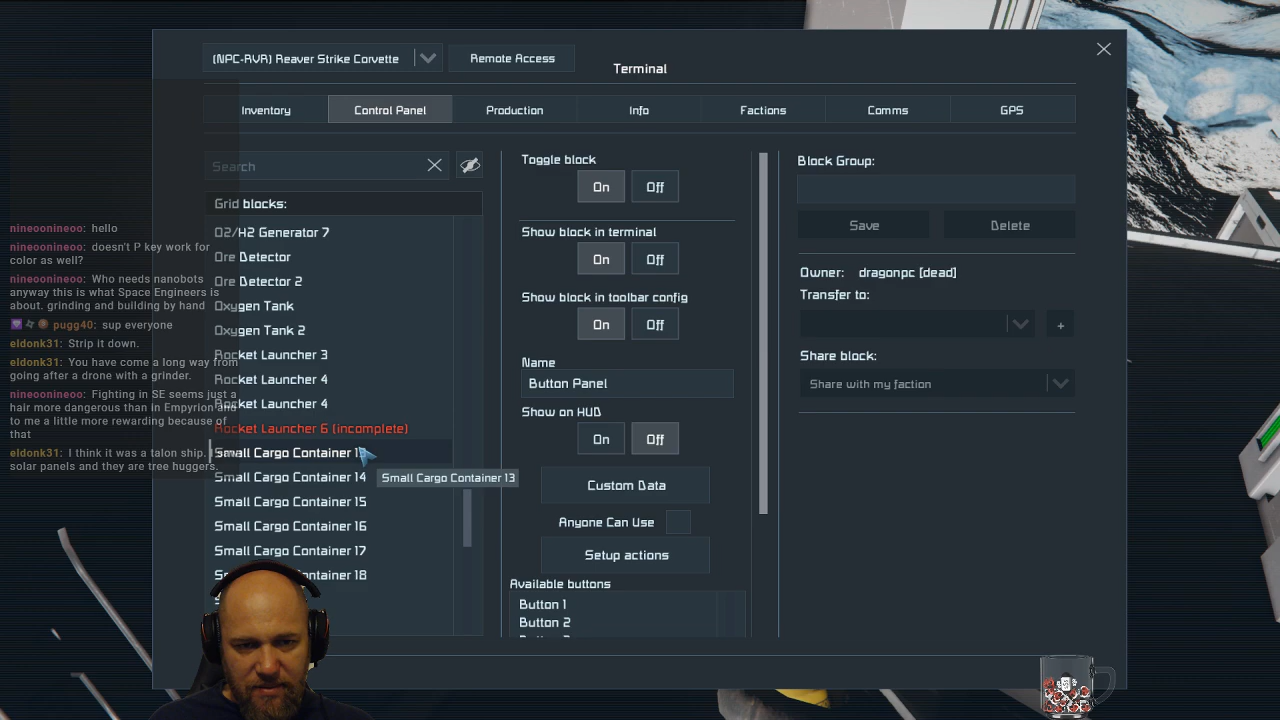 (NPC-RVR) Reaver Strike Corvette
Remote Access
Terminal
Inventory
Control Panel
Production
Info
Factions
Comms
GPS
Search
Grid blocks:
O2/H2 Generator 7
Ore Detector
Ore Detector 2
Oxygen Tank
Oxygen Tank 2
Rocket Launcher 3
Rocket Launcher 4
Rocket Launcher 4
Rocket Launcher 6 (incomplete)
Small Cargo Container 13
Small Cargo Container 14
Small Cargo Container 15
Small Cargo Container 16
Small Cargo Container 17
Container 18
Small Cargo Container 13
nineoonineoo: hello
nineoonineoo: doesn't P key work for
color as well?
nineoonineoo: Who needs nanobots
anyway this is what Space Engineers is
about. grinding and building by hand
pugg40: sup everyone
eldonk31: Strip it down.
eldonk31: You have come a long way from
going after a drone with a grinder.
nineoonineoo: Fighting in SE seems just a
hair more dangerous than in Empyrion and
to me a little more rewarding because of
that
eldonk31: I think it was a talon ship. I
solar panels and they are tree huggers.
Toggle block
On
Off
Show block in terminal
On
Off
Show block in toolbar config
On
Off
Name
Button Panel
Show on HUD
On
Off
Custom Data
Anyone Can Use
Setup actions
Available buttons
Button 1
Button 2
Block Group:
Save
Delete
Owner: dragonpc [dead]
Transfer to:
+
Share block:
Share with my faction